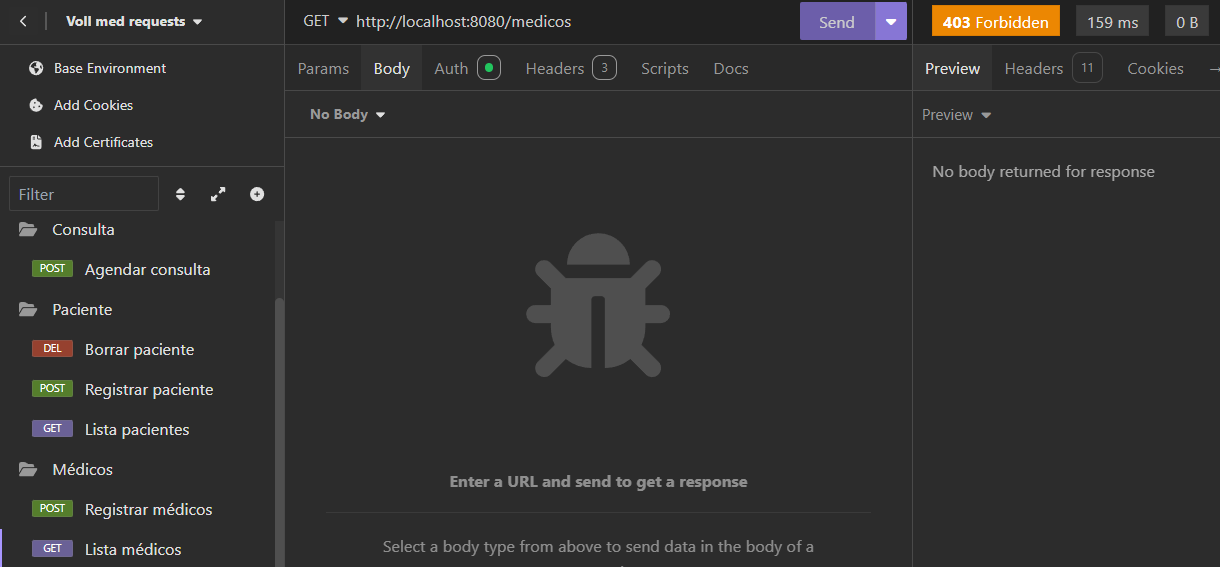 Voll med requests
Base Environment
Add Cookies
Add Certificates
Filter
Consulta
POST Agendar consulta
Paciente
DEL Borrar paciente
POST Registrar paciente
GET Lista pacientes
Médicos
POST Registrar médicos
GET Lista médicos
GET http://localhost:8080/medicos Send
Params Body Auth Headers 3 Scripts Docs
No Body
Enter a URL and send to get a response
Select a body type from above to send data in the body of a
403 Forbidden 159 ms 0 B
Preview Headers 11 Cookies
Preview
No body returned for response